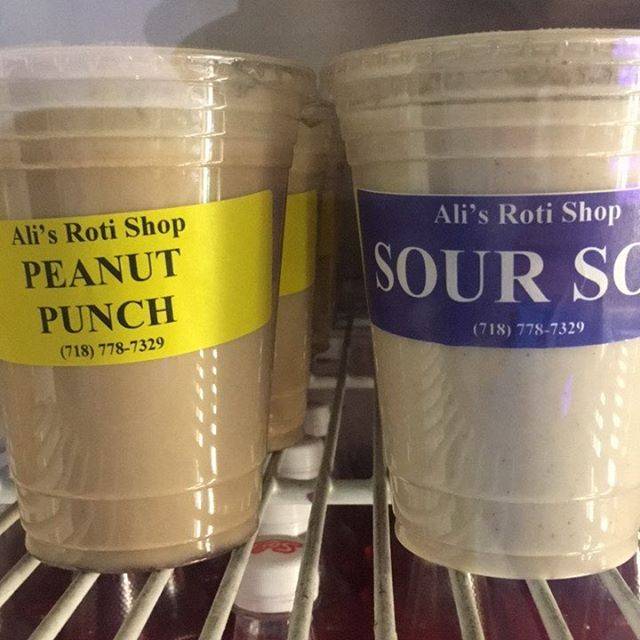 Ali's Roti Shop
PEANUT
PUNCH
(718) 778-7329
Ali's Roti Shop
SOUR SO
(718) 778-7329